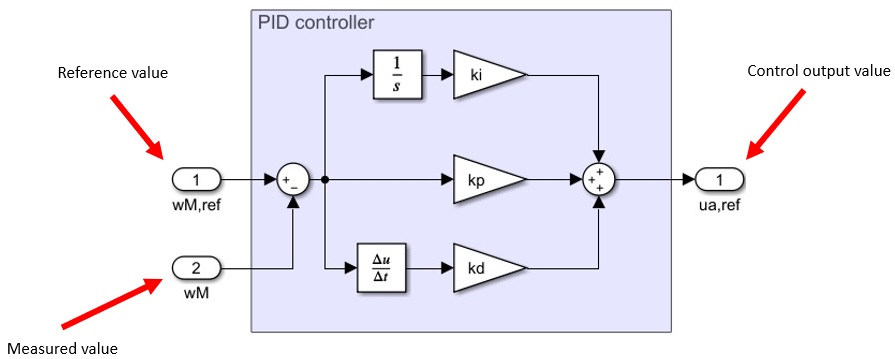 PID controller
Reference value
Control output value
1
s
ki
1
wM,ref
+
−
kp
+
+
+
1
ua,ref
2
wM
Δu
Δt
kd
Measured value